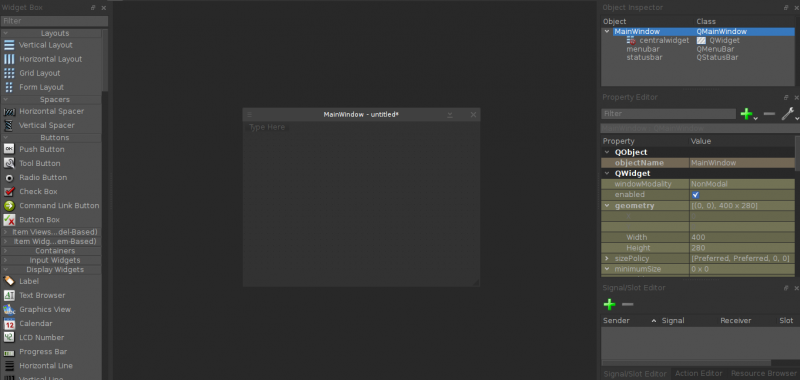 Widget Box
Filter
Layouts
Vertical Layout
Horizontal Layout
Grid Layout
Form Layout
Spacers
Horizontal Spacer
Vertical Spacer
Buttons
Push Button
Tool Button
Radio Button
Check Box
Command Link Button
Button Box
Item Views...del-Based)
Item Widg...em-Based)
Containers
Input Widgets
Display Widgets
Label
Text Browser
Graphics View
Calendar
LCD Number
Progress Bar
Horizontal Line
Vertical Line
MainWindow - untitled*
Type Here
Object Inspector
Object Class
MainWindow QMainWindow
centralwidget QWidget
menubar QMenuBar
statusbar QStatusBar
Property Editor
Filter
Property Value
QObject
objectName MainWindow
QWidget
windowModality NonModal
enabled
geometry [(0, 0), 400 x 280]
Width 400
Height 280
sizePolicy [Preferred, Preferred, 0, 0]
minimumSize 0 x 0
Signal/Slot Editor
Sender Signal Receiver Slot
Signal/Slot Editor Action Editor Resource Browser